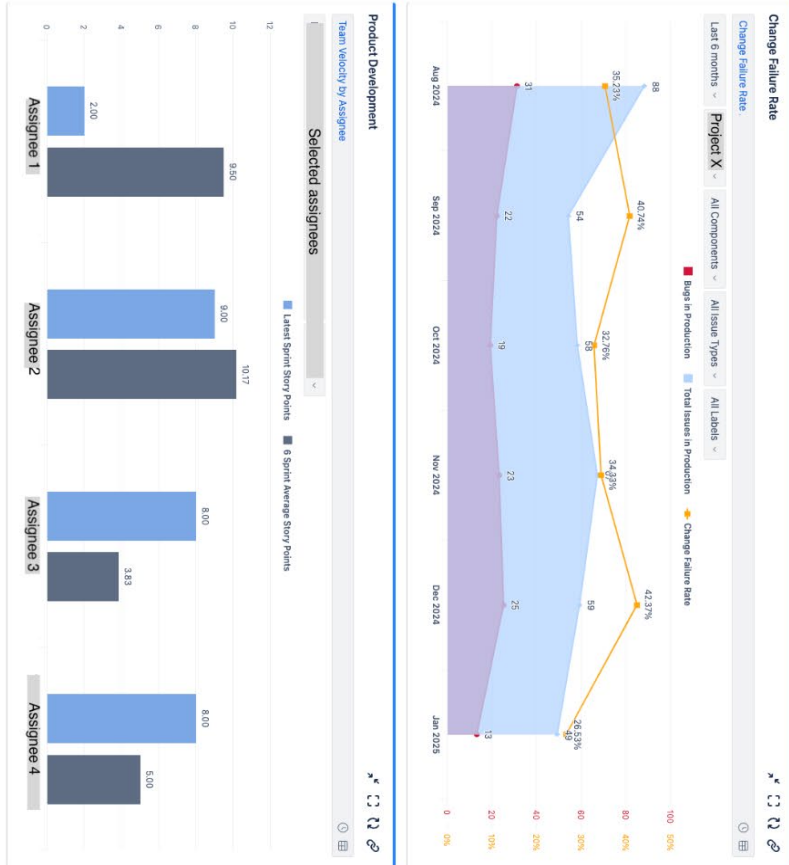 Change Failure Rate
Change Failure Rate
Last 6 months
Project X
All Components
All Issue Types
All Labels
Bugs in Production
Total Issues in Production
Change Failure Rate
88
35.23%
31
40.74%
54
22
32.76%
58
19
34.33%
23
42.37%
59
25
26.53%
49
13
Aug 2024
Sep 2024
Oct 2024
Nov 2024
Dec 2024
Jan 2025
100
80
60
40
20
0
50%
40%
30%
20%
10%
0%
Product Development
Team Velocity by Assignee
Selected assignees
Latest Sprint Story Points
6 Sprint Average Story Points
12
10
8
6
4
2
0
2.00
9.50
9.00
10.17
8.00
3.83
8.00
5.00
Assignee 1
Assignee 2
Assignee 3
Assignee 4